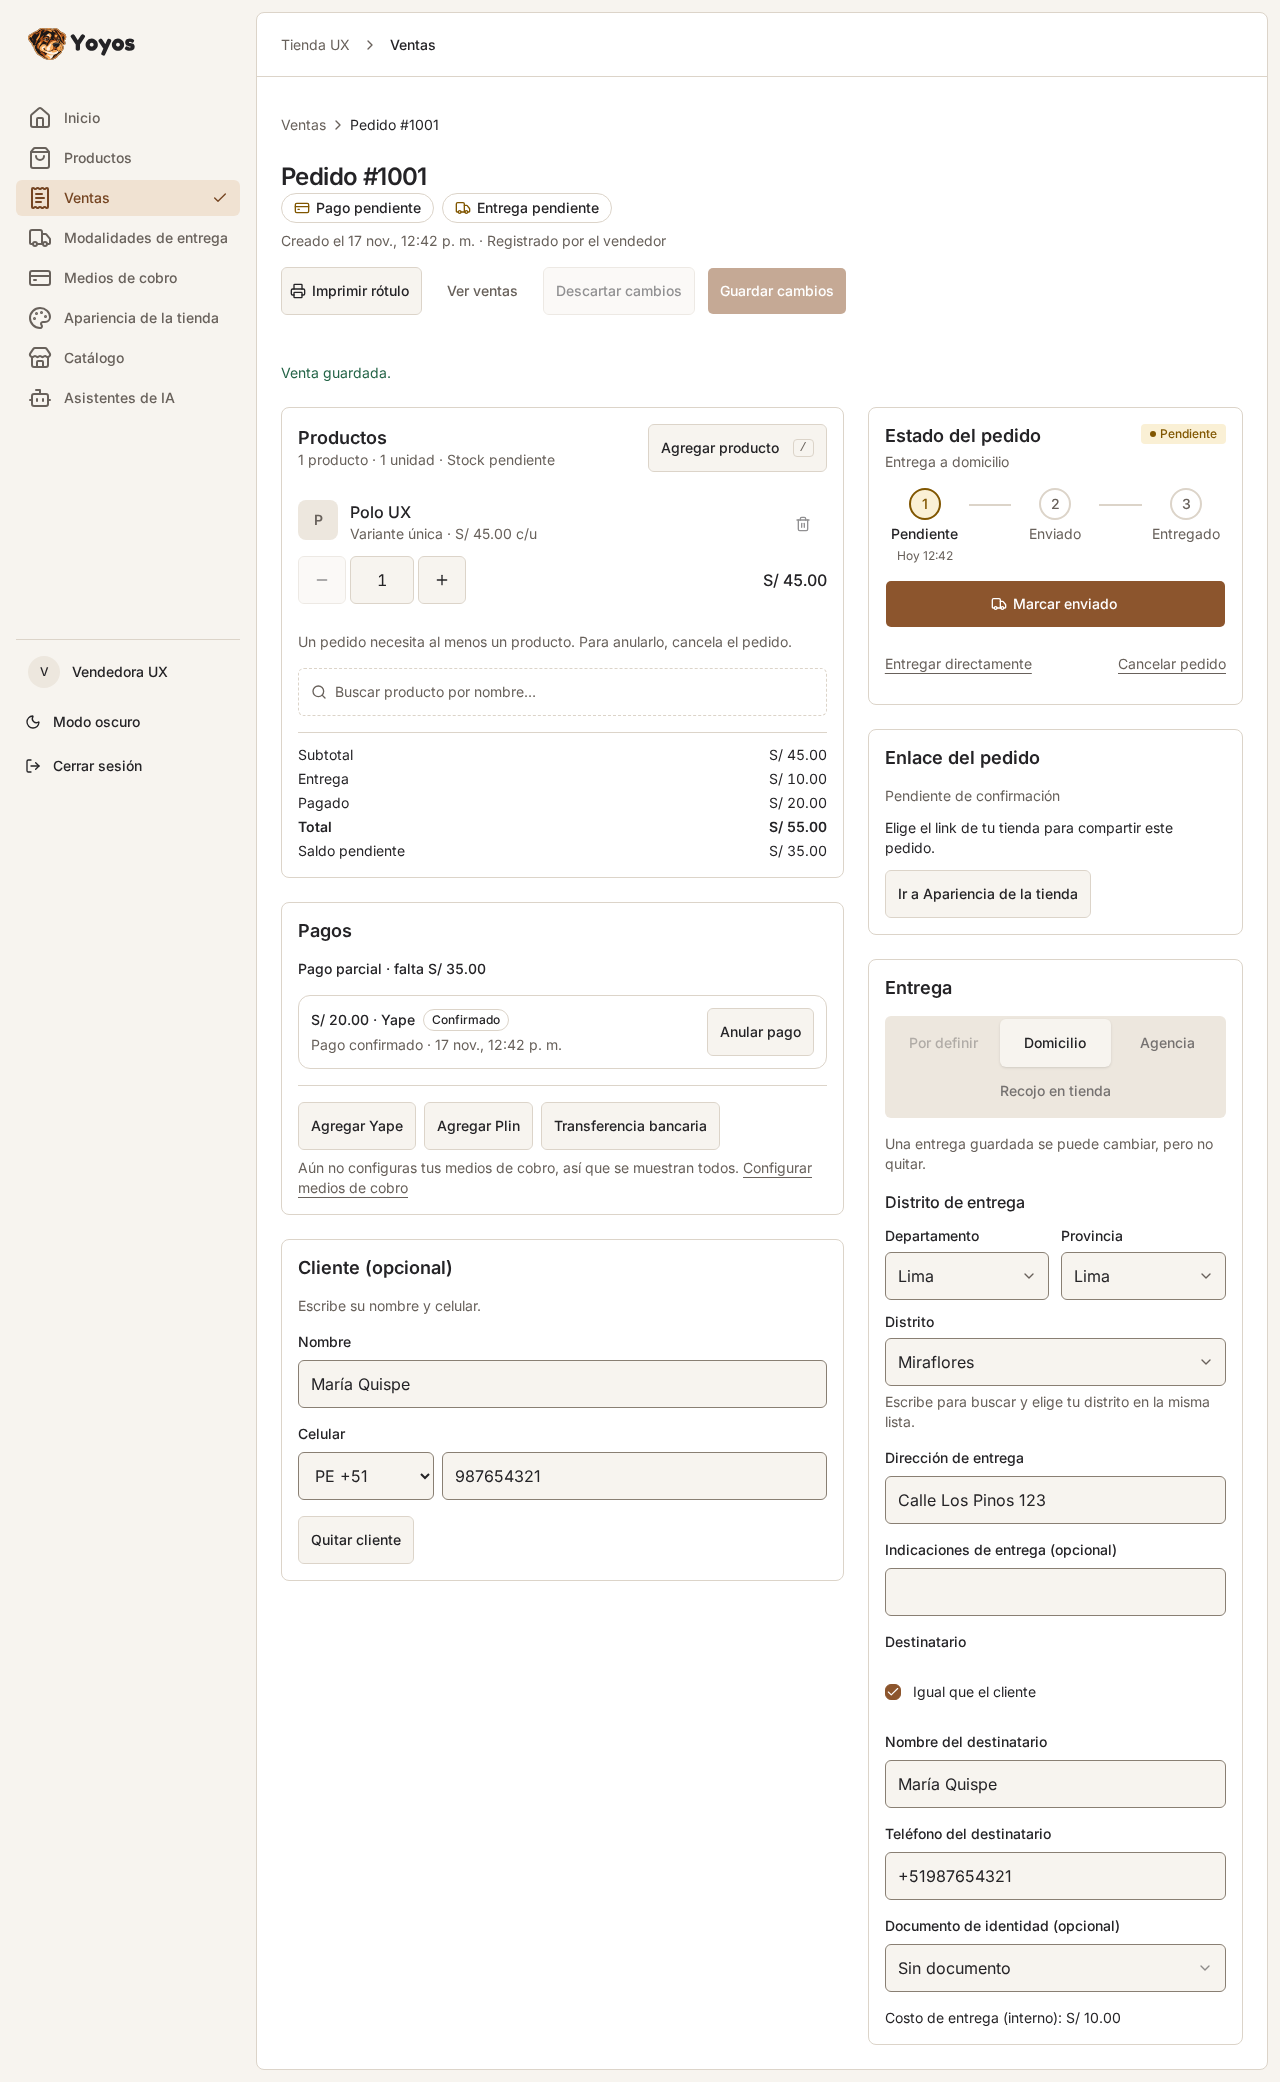 Yoyos
Inicio
Productos
Ventas
Modalidades de entrega
Medios de cobro
Apariencia de la tienda
Catálogo
Asistentes de IA
V
Vendedora UX
Modo oscuro
Cerrar sesión
Tienda UX
Ventas
Ventas
Pedido #1001
Pedido #1001
Pago pendiente
Entrega pendiente
Creado el 17 nov., 12:42 p. m. · Registrado por el vendedor
Imprimir rótulo
Ver ventas
Descartar cambios
Guardar cambios
Venta guardada.
Productos
1 producto · 1 unidad · Stock pendiente
Agregar producto /
P
Polo UX
Variante única · S/ 45.00 c/u
1
S/ 45.00
Un pedido necesita al menos un producto. Para anularlo, cancela el pedido.
Buscar producto por nombre...
Subtotal S/ 45.00
Entrega S/ 10.00
Pagado S/ 20.00
Total S/ 55.00
Saldo pendiente S/ 35.00
Pagos
Pago parcial · falta S/ 35.00
S/ 20.00 · Yape Confirmado
Pago confirmado · 17 nov., 12:42 p. m.
Anular pago
Agregar Yape
Agregar Plin
Transferencia bancaria
Aún no configuras tus medios de cobro, así que se muestran todos. Configurar
medios de cobro
Cliente (opcional)
Escribe su nombre y celular.
Nombre
María Quispe
Celular
PE +51
987654321
Quitar cliente
Estado del pedido
Pendiente
Entrega a domicilio
1
2
3
Pendiente
Enviado
Entregado
Hoy 12:42
Marcar enviado
Entregar directamente
Cancelar pedido
Enlace del pedido
Pendiente de confirmación
Elige el link de tu tienda para compartir este
pedido.
Ir a Apariencia de la tienda
Entrega
Por definir
Domicilio
Agencia
Recojo en tienda
Una entrega guardada se puede cambiar, pero no
quitar.
Distrito de entrega
Departamento
Provincia
Lima
Lima
Distrito
Miraflores
Escribe para buscar y elige tu distrito en la misma
lista.
Dirección de entrega
Calle Los Pinos 123
Indicaciones de entrega (opcional)
Destinatario
Igual que el cliente
Nombre del destinatario
María Quispe
Teléfono del destinatario
+51987654321
Documento de identidad (opcional)
Sin documento
Costo de entrega (interno): S/ 10.00